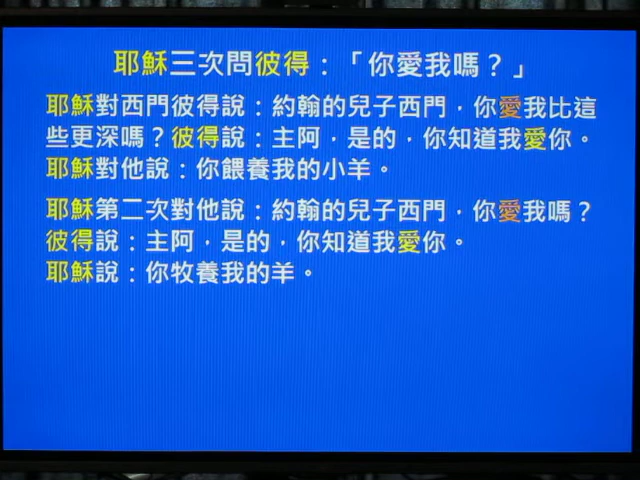 耶穌三次問彼得：「你愛我嗎？」
耶穌對西門彼得說：約翰的兒子西門，你愛我比這
些更深嗎？彼得說：主阿，是的，你知道我愛你。
耶穌對他說：你餵養我的小羊。
耶穌第二次對他說：約翰的兒子西門，你愛我嗎？
彼得說：主阿，是的，你知道我愛你。
耶穌說：你牧養我的羊。